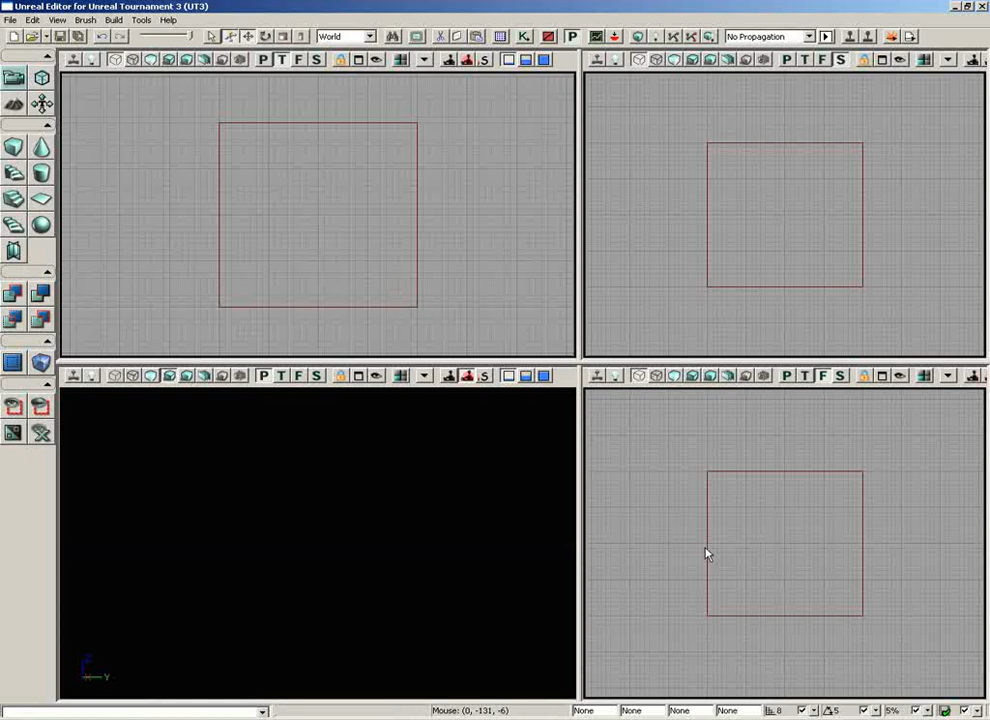 Unreal Editor for Unreal Tournament 3 (UT3)
File Edit View Brush Build Tools Help
World
K P
No Propagation
P T F S
S
P T F S
P T F S
S
P T F S
Z
Y
X
Mouse: (0, -131, -6)
None None None None
8
5
5%